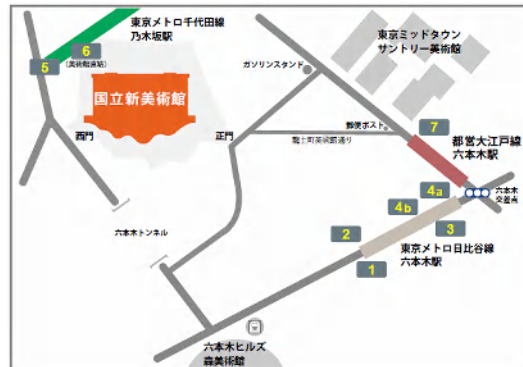 東京メトロ千代田線
乃木坂駅
6
(美術館直結)
5
国立新美術館
西門
正門
ガソリンスタンド
東京ミッドタウン
サントリー美術館
郵便ポスト
龍土町美術館通り
7
都営大江戸線
六本木駅
六本木
交差点
4a
4b
3
2
1
東京メトロ日比谷線
六本木駅
六本木トンネル
六本木ヒルズ
森美術館